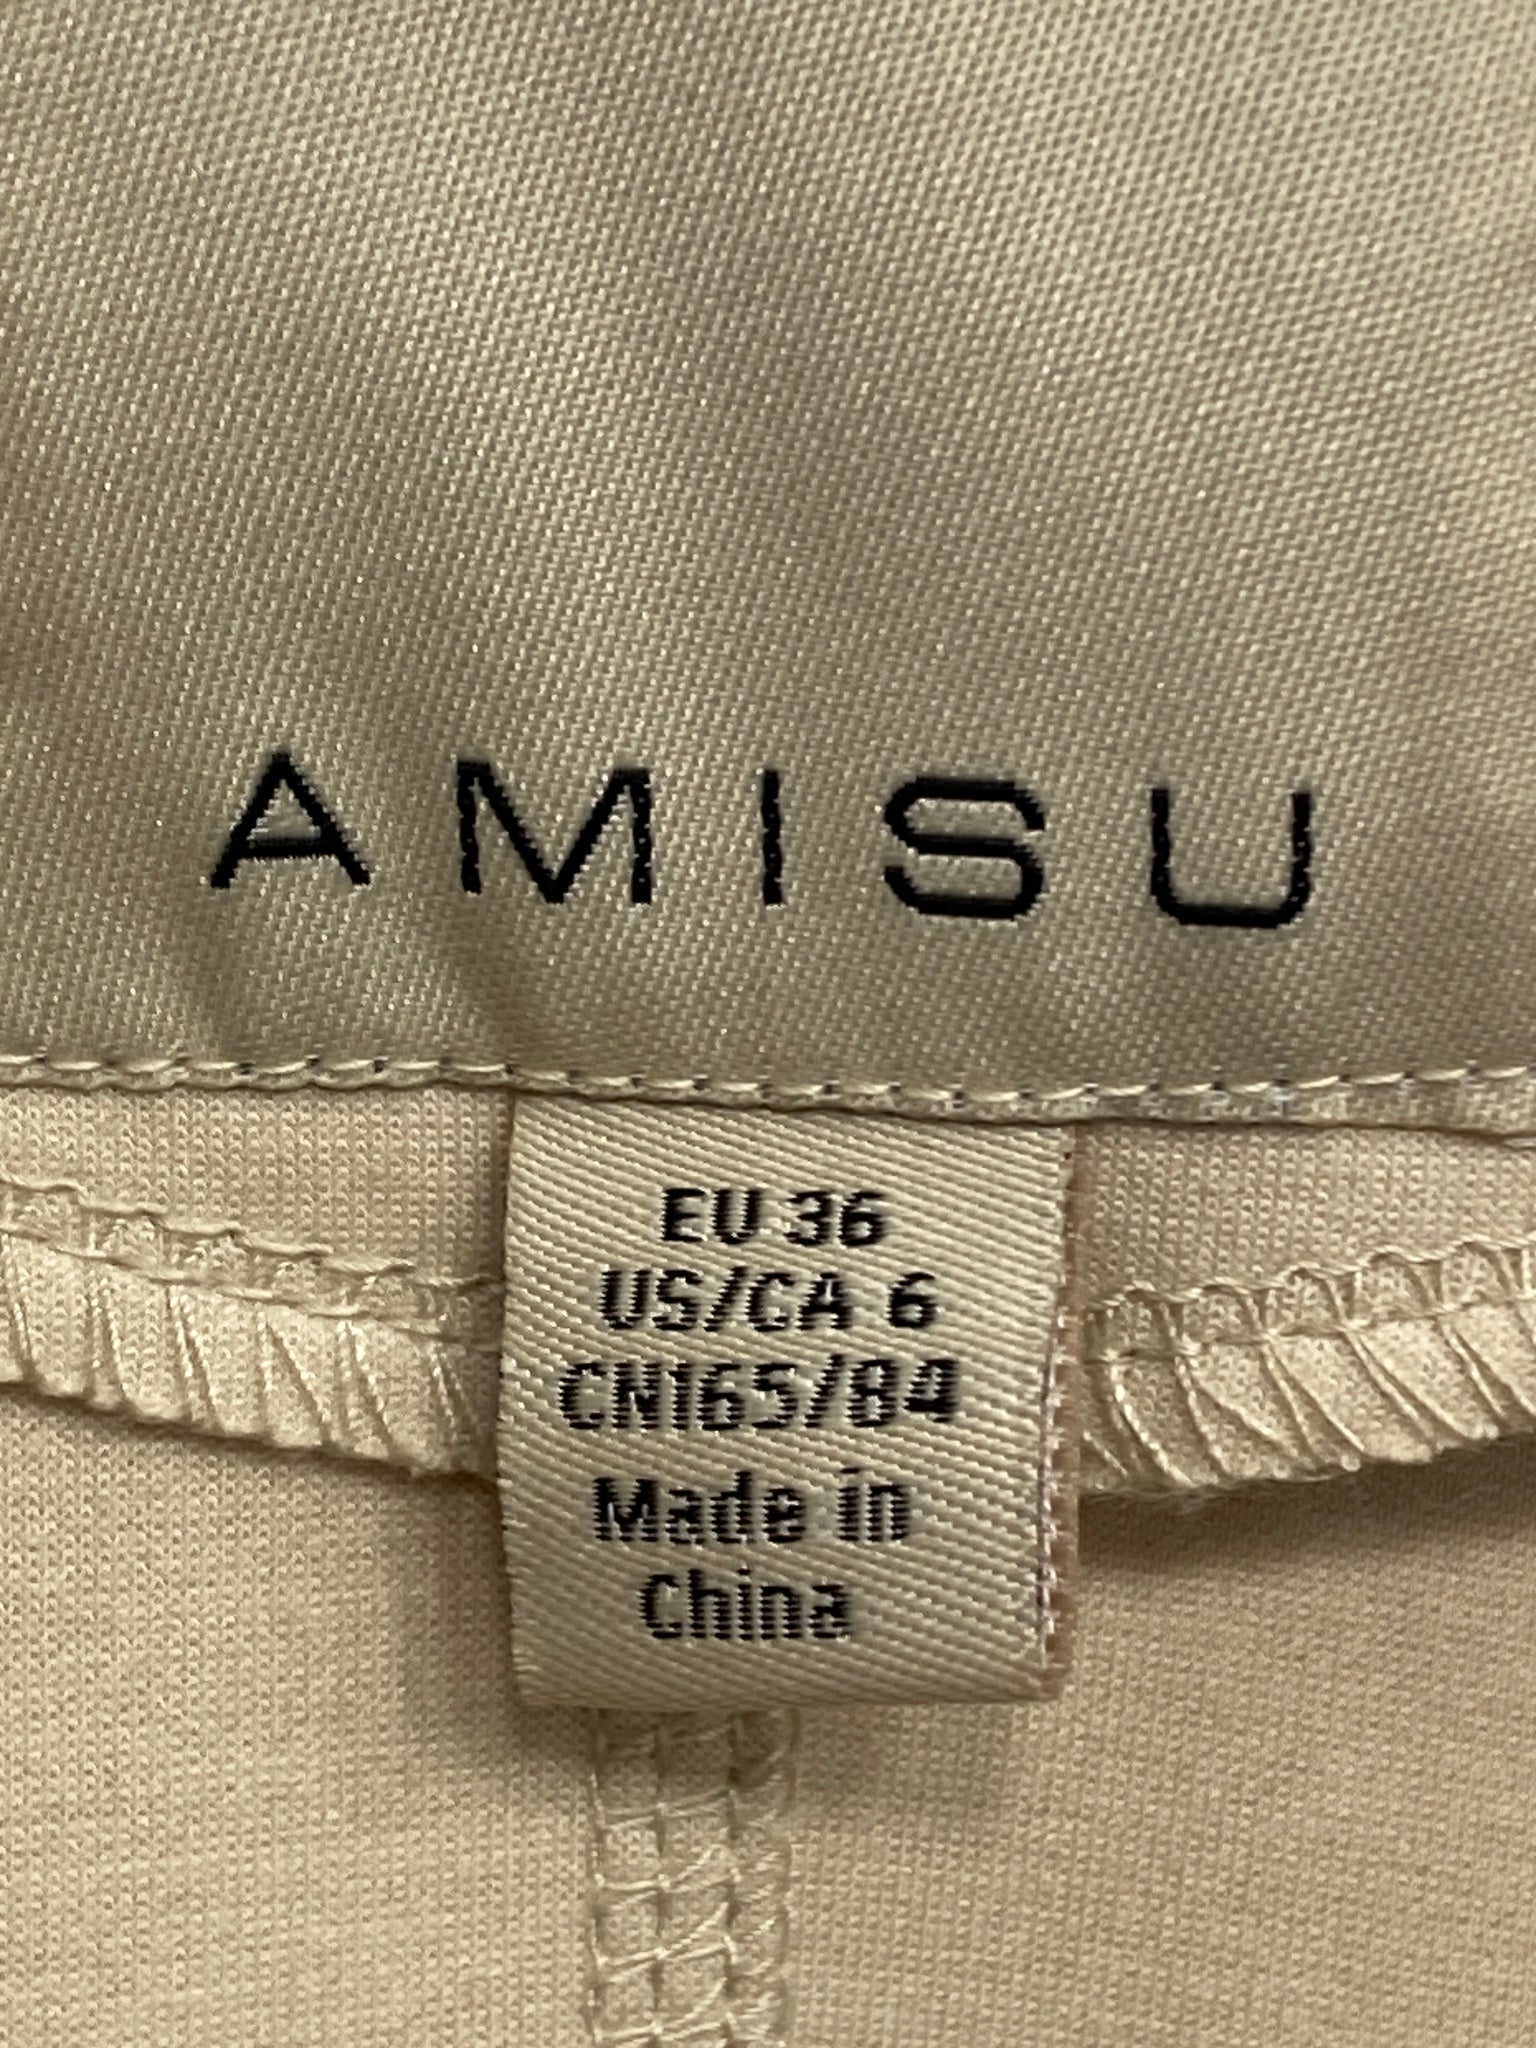 AMISU
EU 36
US/CA 6
CN165/84
Made in
China